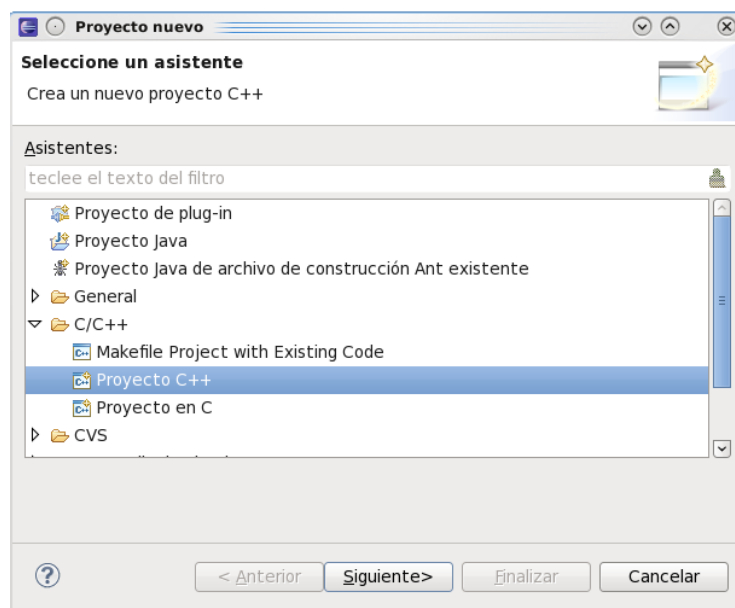 Proyecto nuevo
Seleccione un asistente
Crea un nuevo proyecto C++
Asistentes:
teclee el texto del filtro
Proyecto de plug-in
Proyecto Java
Proyecto Java de archivo de construcción Ant existente
General
C/C++
Makefile Project with Existing Code
Proyecto C++
Proyecto en C
CVS
< Anterior Siguiente> Finalizar Cancelar